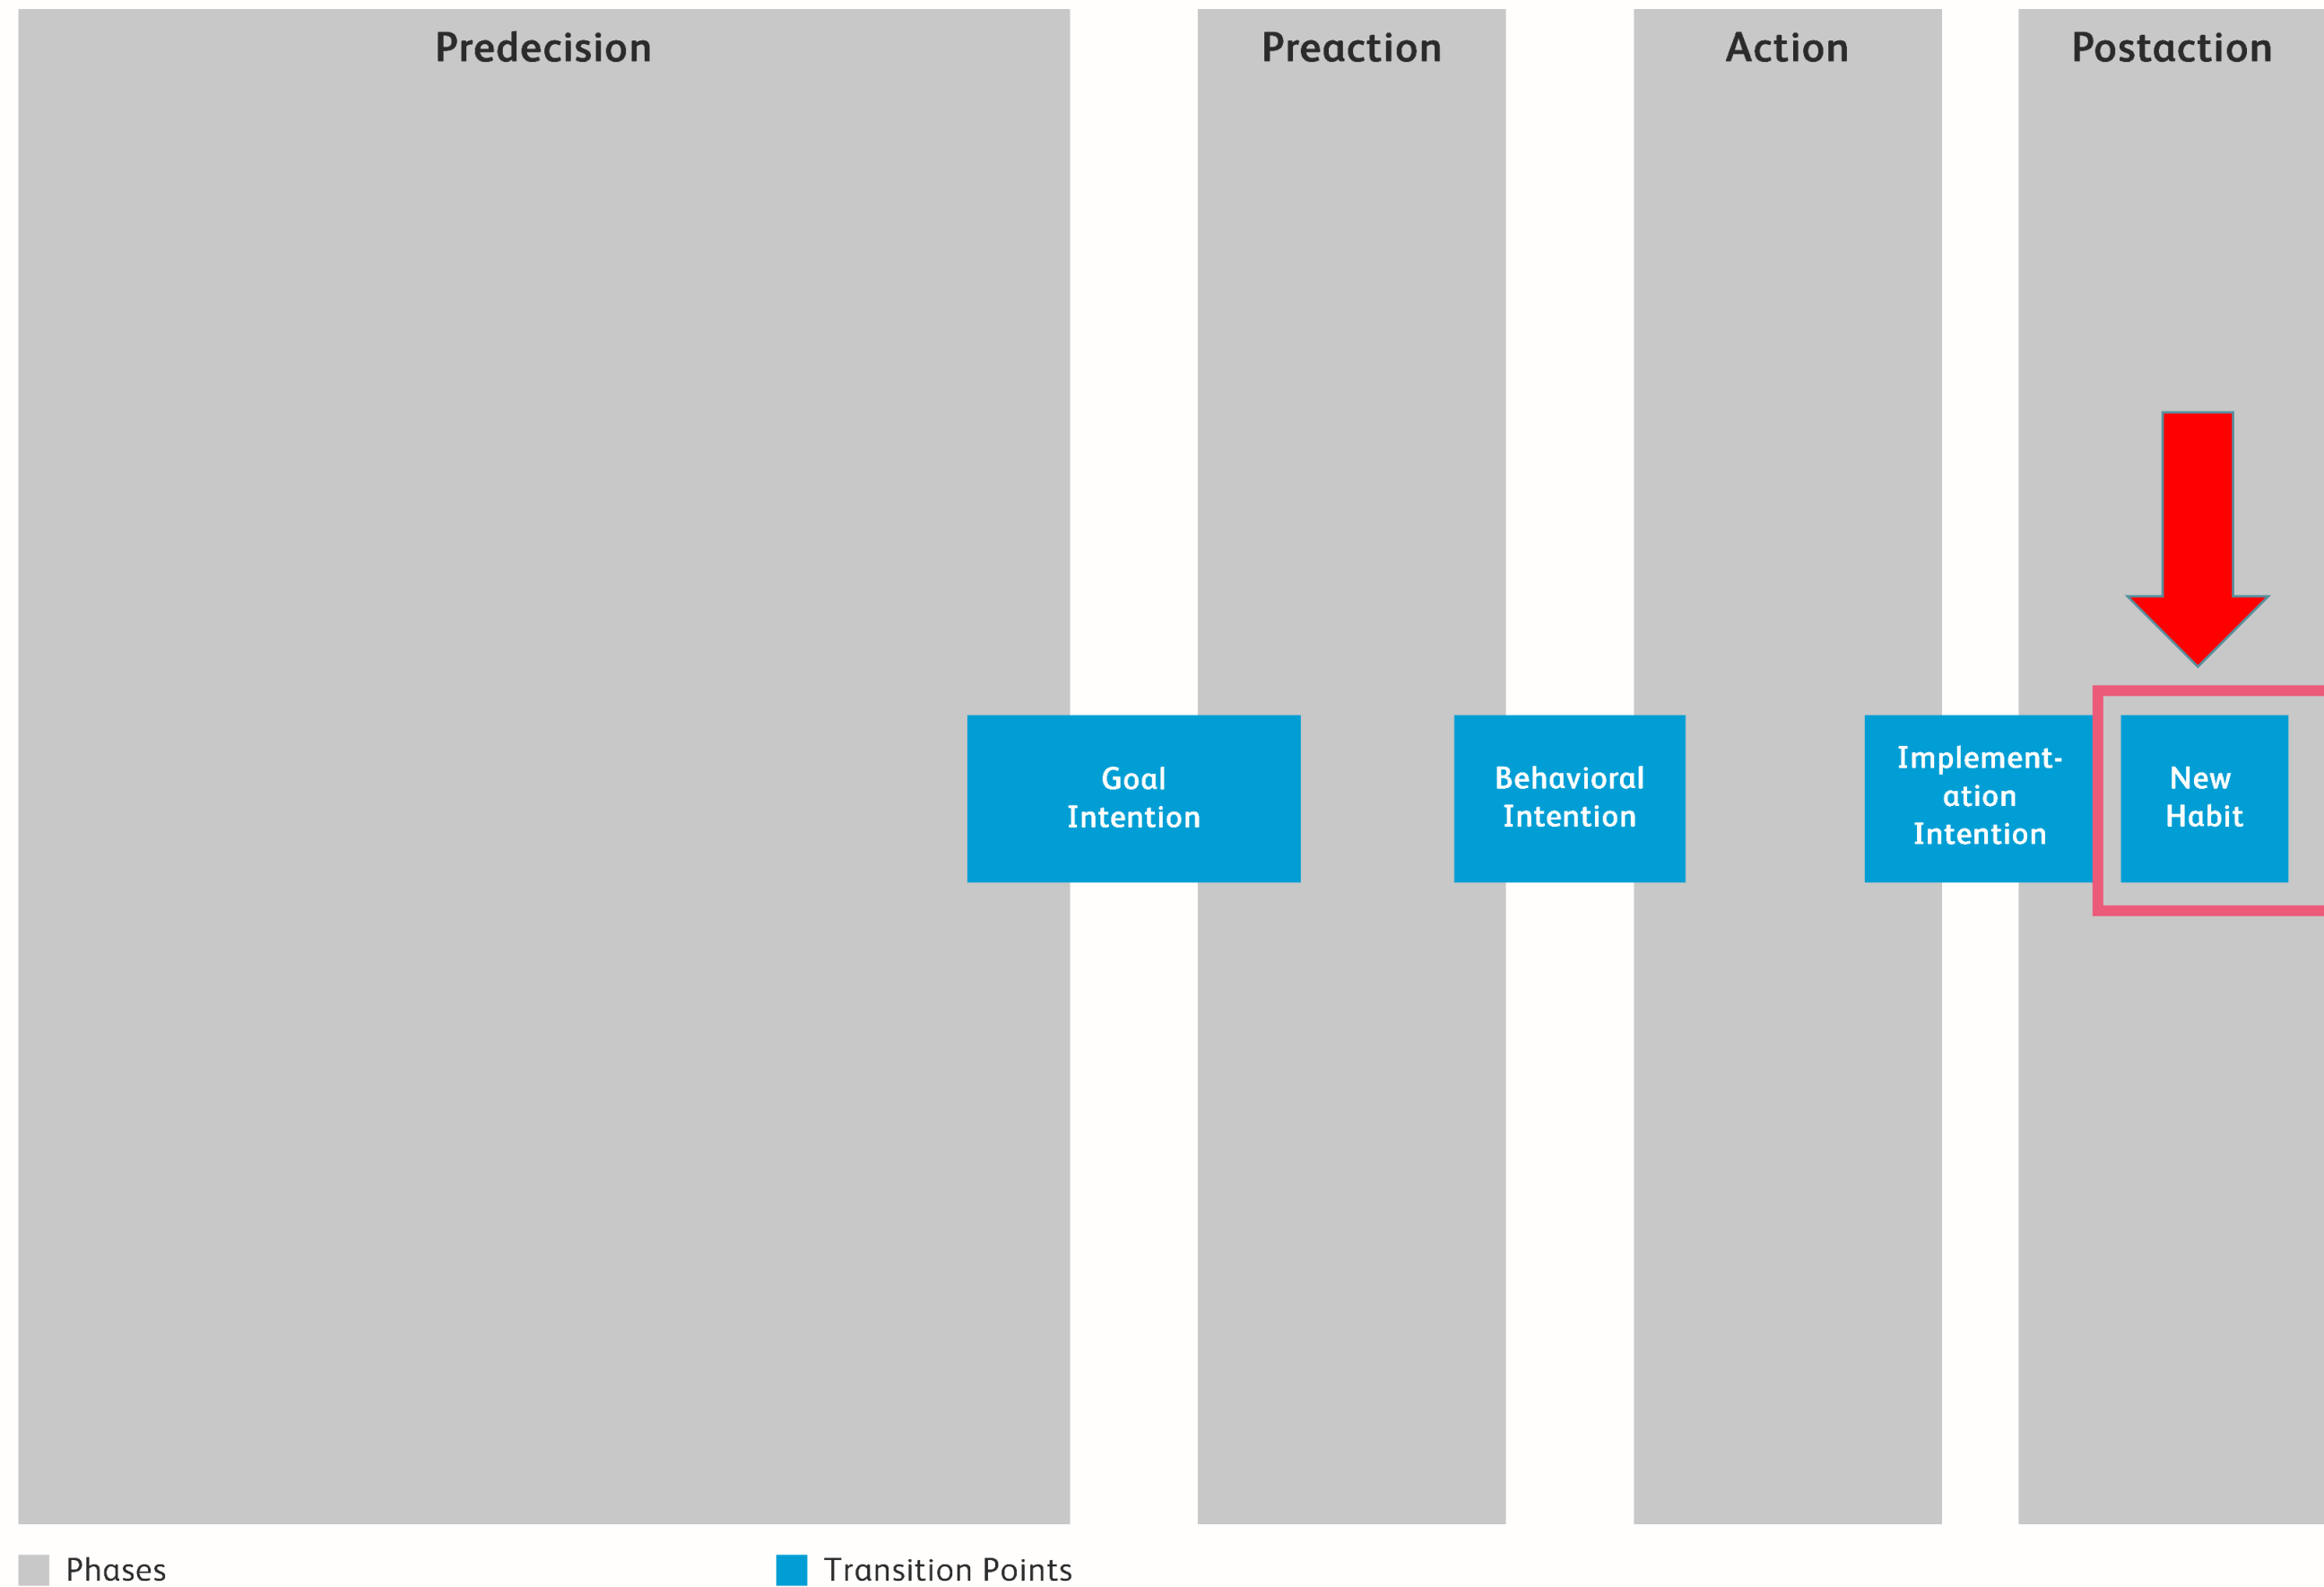 Predecision
Preaction
Action
Postaction
Goal
Intention
Behavioral
Intention
Implement-
ation
Intention
New
Habit
Phases
Transition Points